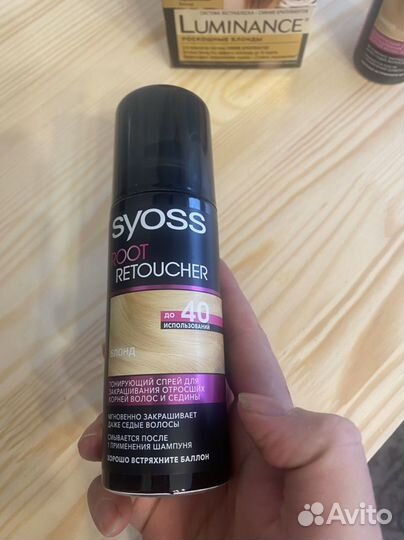 LUMINANCE®
РОСКОШНЫЕ БЛОНДЫ
syoss
ROOT
RETOUCHER
ДО 40
ИСПОЛЬЗОВАНИЙ
БЛОНД
ТОНИРУЮЩИЙ СПРЕЙ ДЛЯ
ЗАКРАШИВАНИЯ ОТРОСШИХ
КОРНЕЙ ВОЛОС И СЕДИНЫ
МГНОВЕННО ЗАКРАШИВАЕТ
ДАЖЕ СЕДЫЕ ВОЛОСЫ
СМЫВАЕТСЯ ПОСЛЕ
1 ПРИМЕНЕНИЯ ШАМПУНЯ
ХОРОШО ВСТРЯХНИТЕ БАЛЛОН
Avito